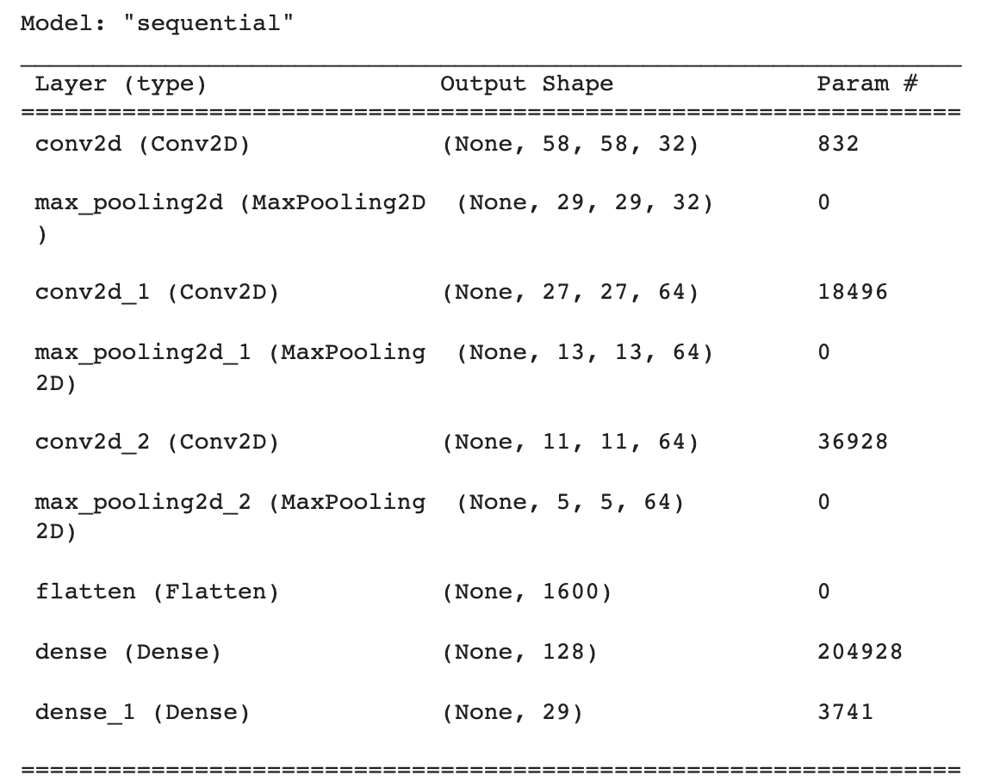 Model: "sequential"
_________________________________________________________________
Layer (type) Output Shape Param #
=================================================================
conv2d (Conv2D) (None, 58, 58, 32) 832
max_pooling2d (MaxPooling2D (None, 29, 29, 32) 0
)
conv2d_1 (Conv2D) (None, 27, 27, 64) 18496
max_pooling2d_1 (MaxPooling (None, 13, 13, 64) 0
2D)
conv2d_2 (Conv2D) (None, 11, 11, 64) 36928
max_pooling2d_2 (MaxPooling (None, 5, 5, 64) 0
2D)
flatten (Flatten) (None, 1600) 0
dense (Dense) (None, 128) 204928
dense_1 (Dense) (None, 29) 3741
=================================================================